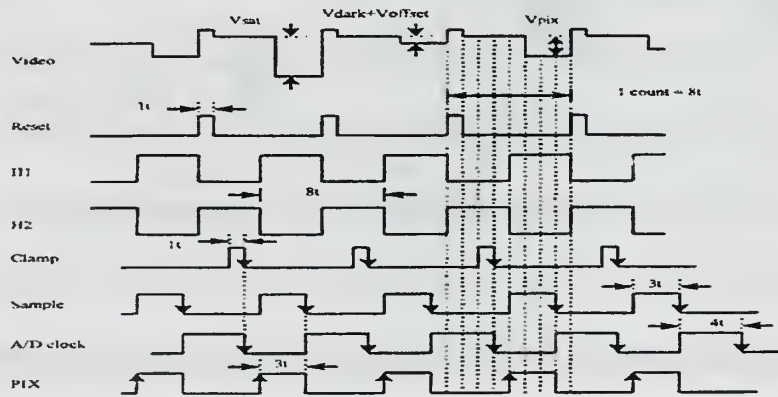 Vsat Vdark+Voffset Vpix
Video
1t 1 count = 8t
Reset
H1
8t
H2
1t
Clamp
3t
Sample
4t
A/D clock
3t
PIX